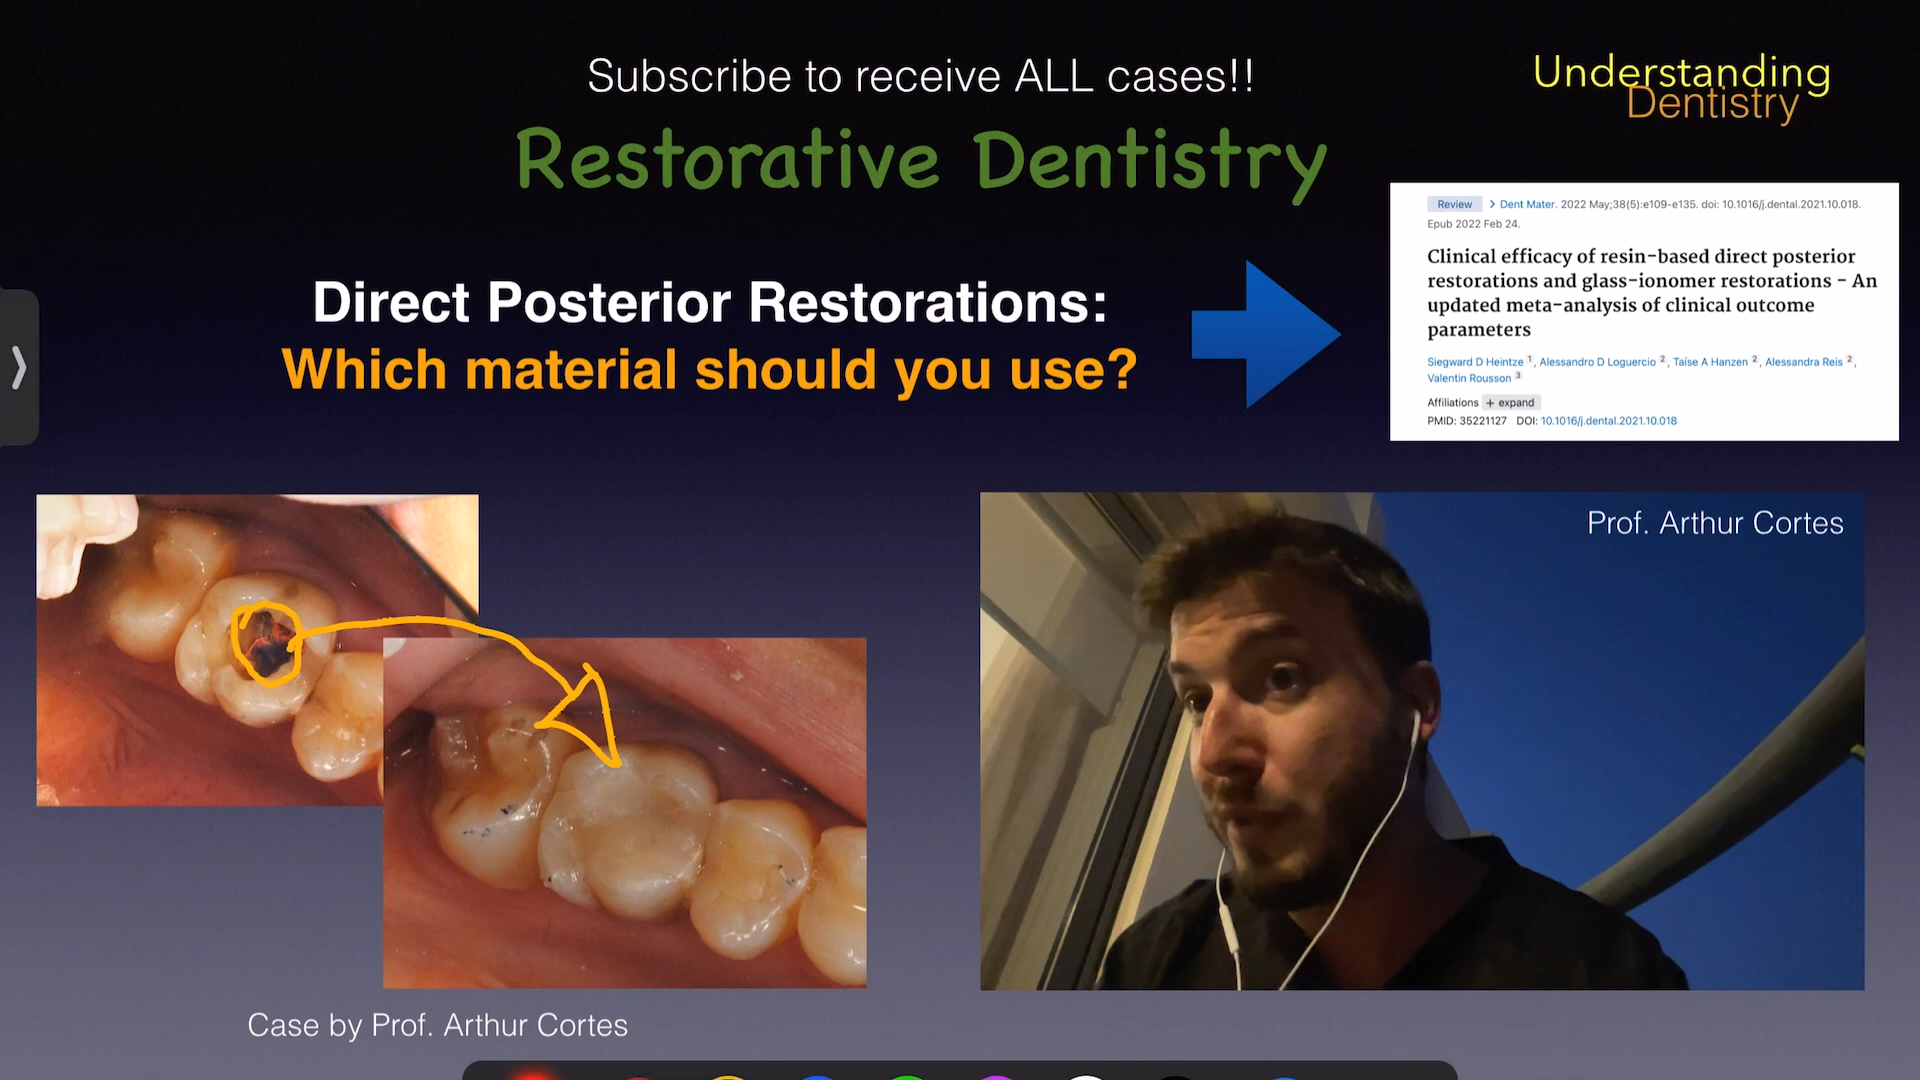 Subscribe to receive ALL cases!!
Understanding
Dentistry
Restorative Dentistry
Review > Dent Mater. 2022 May;38(5):e109-e135. doi: 10.1016/j.dental.2021.10.018.
Epub 2022 Feb 24.
Clinical efficacy of resin-based direct posterior
restorations and glass-ionomer restorations - An
updated meta-analysis of clinical outcome
parameters
Siegward D Heintze 1, Alessandro D Loguercio 2, Taíse A Hanzen 2, Alessandra Reis 2,
Valentin Rousson 3
Affiliations + expand
PMID: 35221127 DOI: 10.1016/j.dental.2021.10.018
Direct Posterior Restorations:
Which material should you use?
Prof. Arthur Cortes
Case by Prof. Arthur Cortes